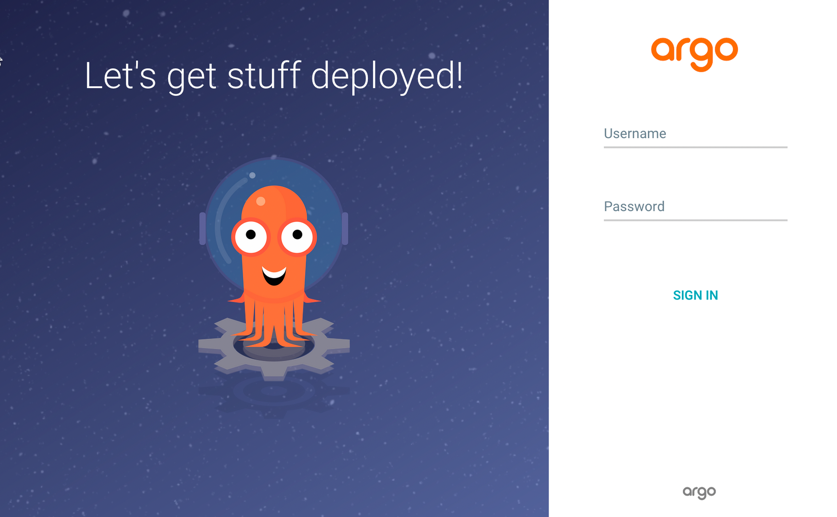 Let's get stuff deployed!
argo
Username
Password
SIGN IN
argo